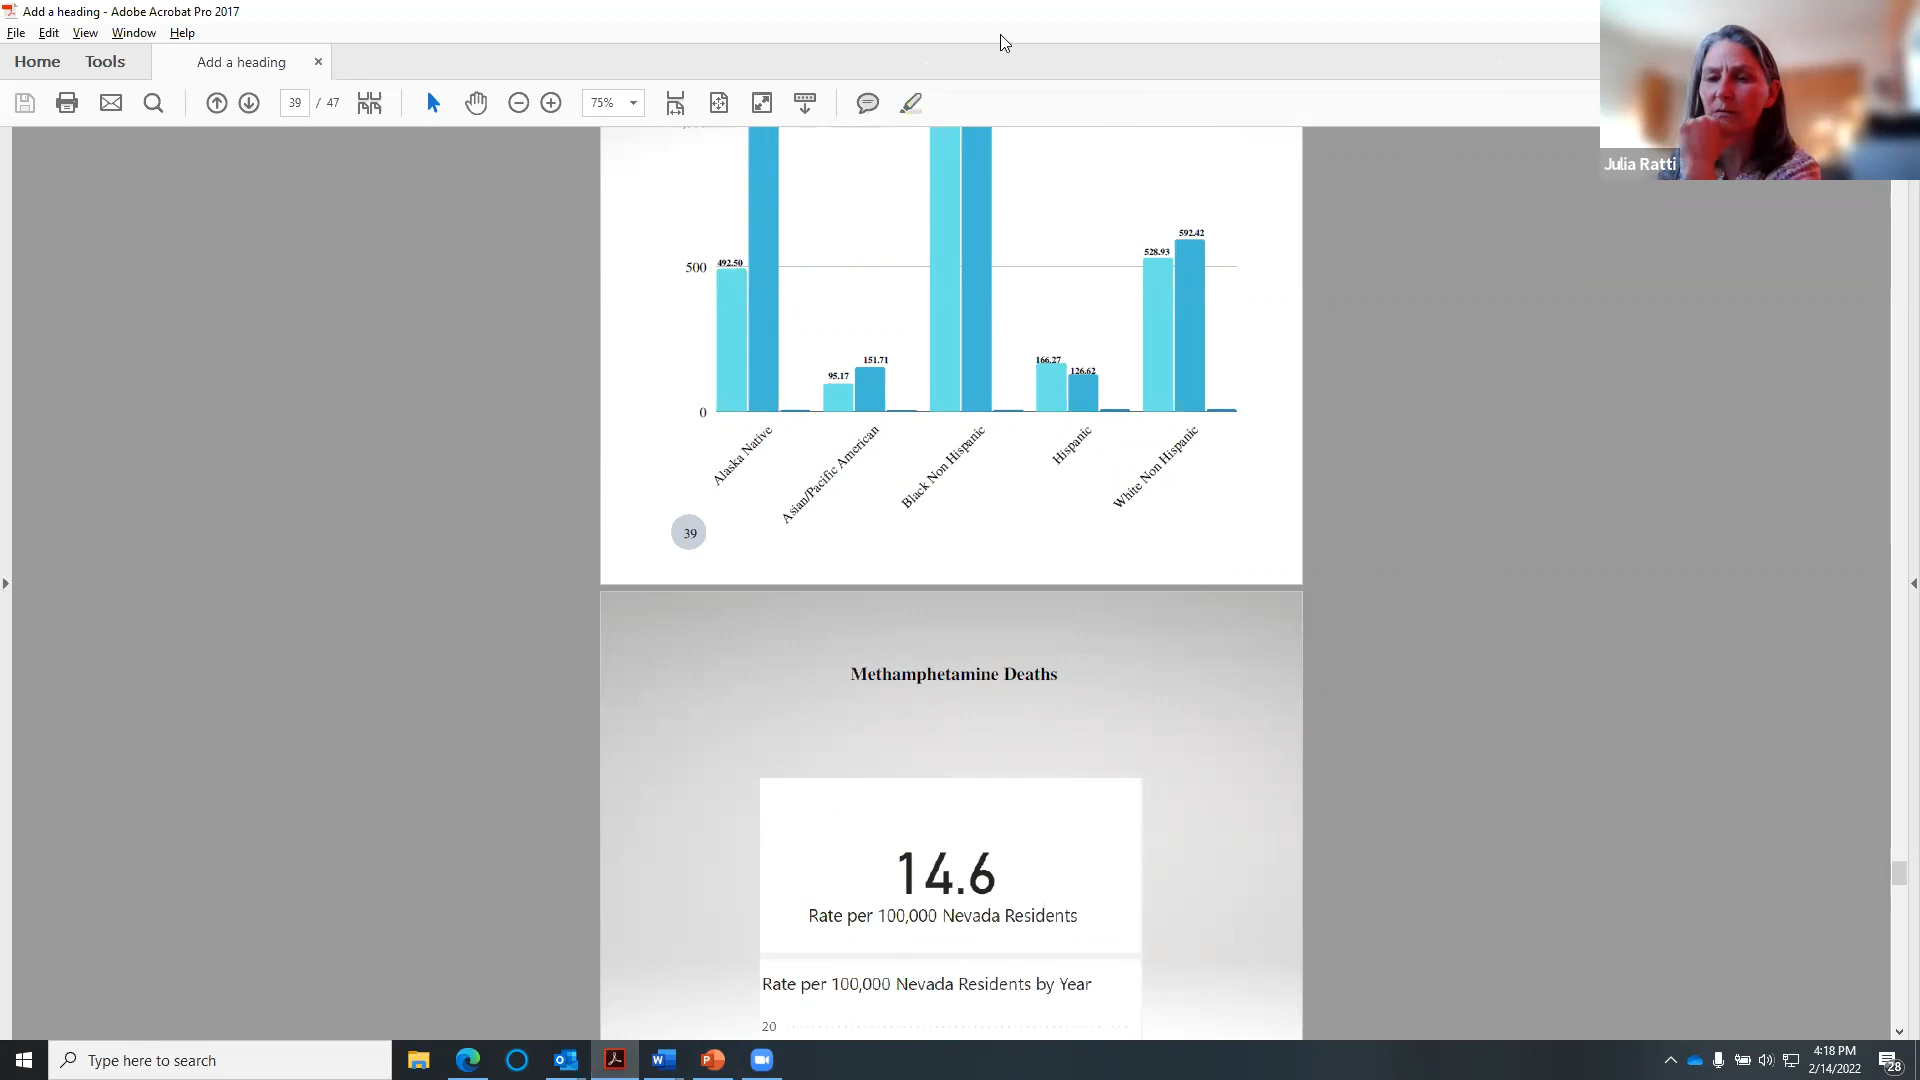 Add a heading - Adobe Acrobat Pro 2017
File Edit View Window Help
Home Tools Add a heading ×
39 / 47 75%
Julia Ratti
592.42
528.93
492.50
500
166.27
151.71
126.62
95.17
0
Alaska Native
Asian/Pacific American
Black Non Hispanic
Hispanic
White Non Hispanic
39
Methamphetamine Deaths
14.6
Rate per 100,000 Nevada Residents
Rate per 100,000 Nevada Residents by Year
20
Type here to search
4:18 PM
2/14/2022
28